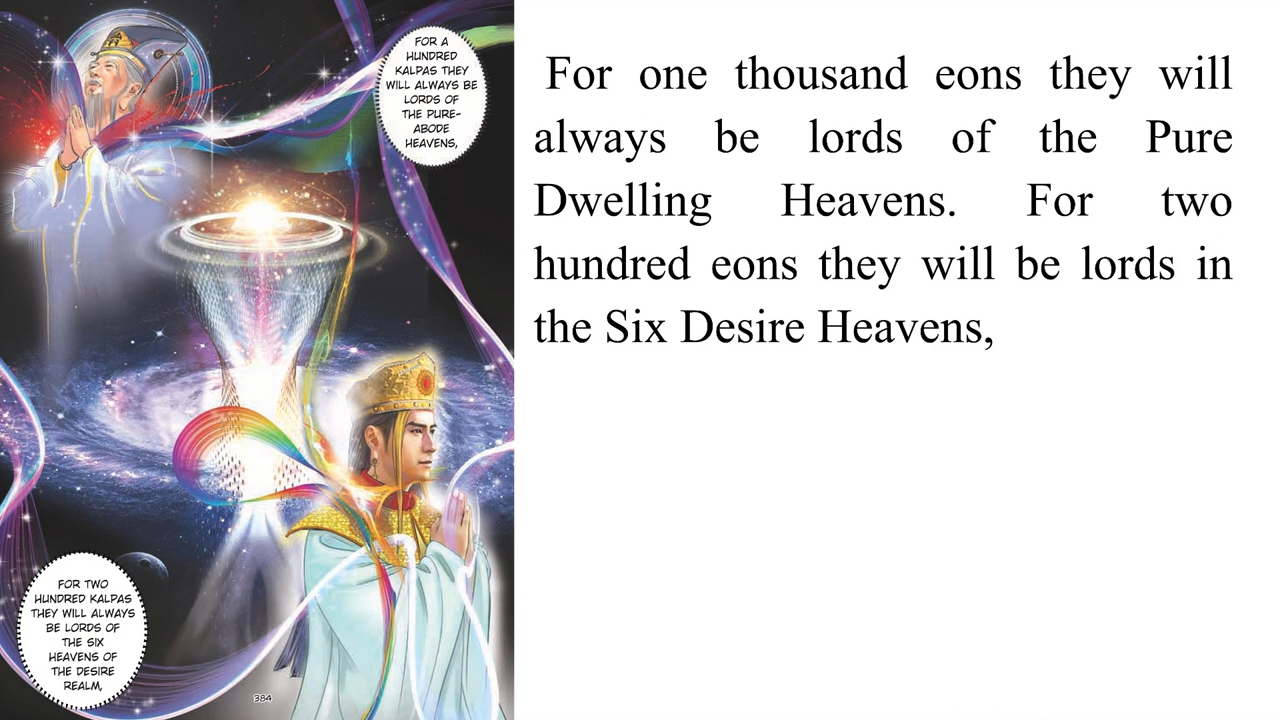 FOR A
HUNDRED
KALPAS THEY
WILL ALWAYS BE
LORDS OF
THE PURE-
ABODE
HEAVENS,
FOR TWO
HUNDRED KALPAS
THEY WILL ALWAYS
BE LORDS OF
THE SIX
HEAVENS OF
THE DESIRE
REALM,
384
For one thousand eons they will
always be lords of the Pure
Dwelling Heavens. For two
hundred eons they will be lords in
the Six Desire Heavens,